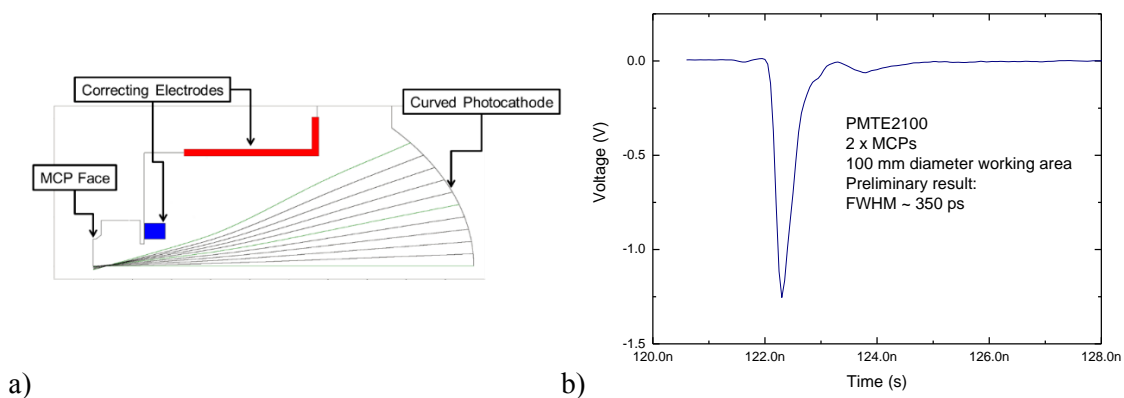 Correcting Electrodes
Curved Photocathode
MCP Face
a)
0.0
-0.5
-1.0
-1.5
Voltage (V)
PMTE2100
2 x MCPs
100 mm diameter working area
Preliminary result:
FWHM ~ 350 ps
120.0n
122.0n
124.0n
126.0n
128.0n
Time (s)
b)